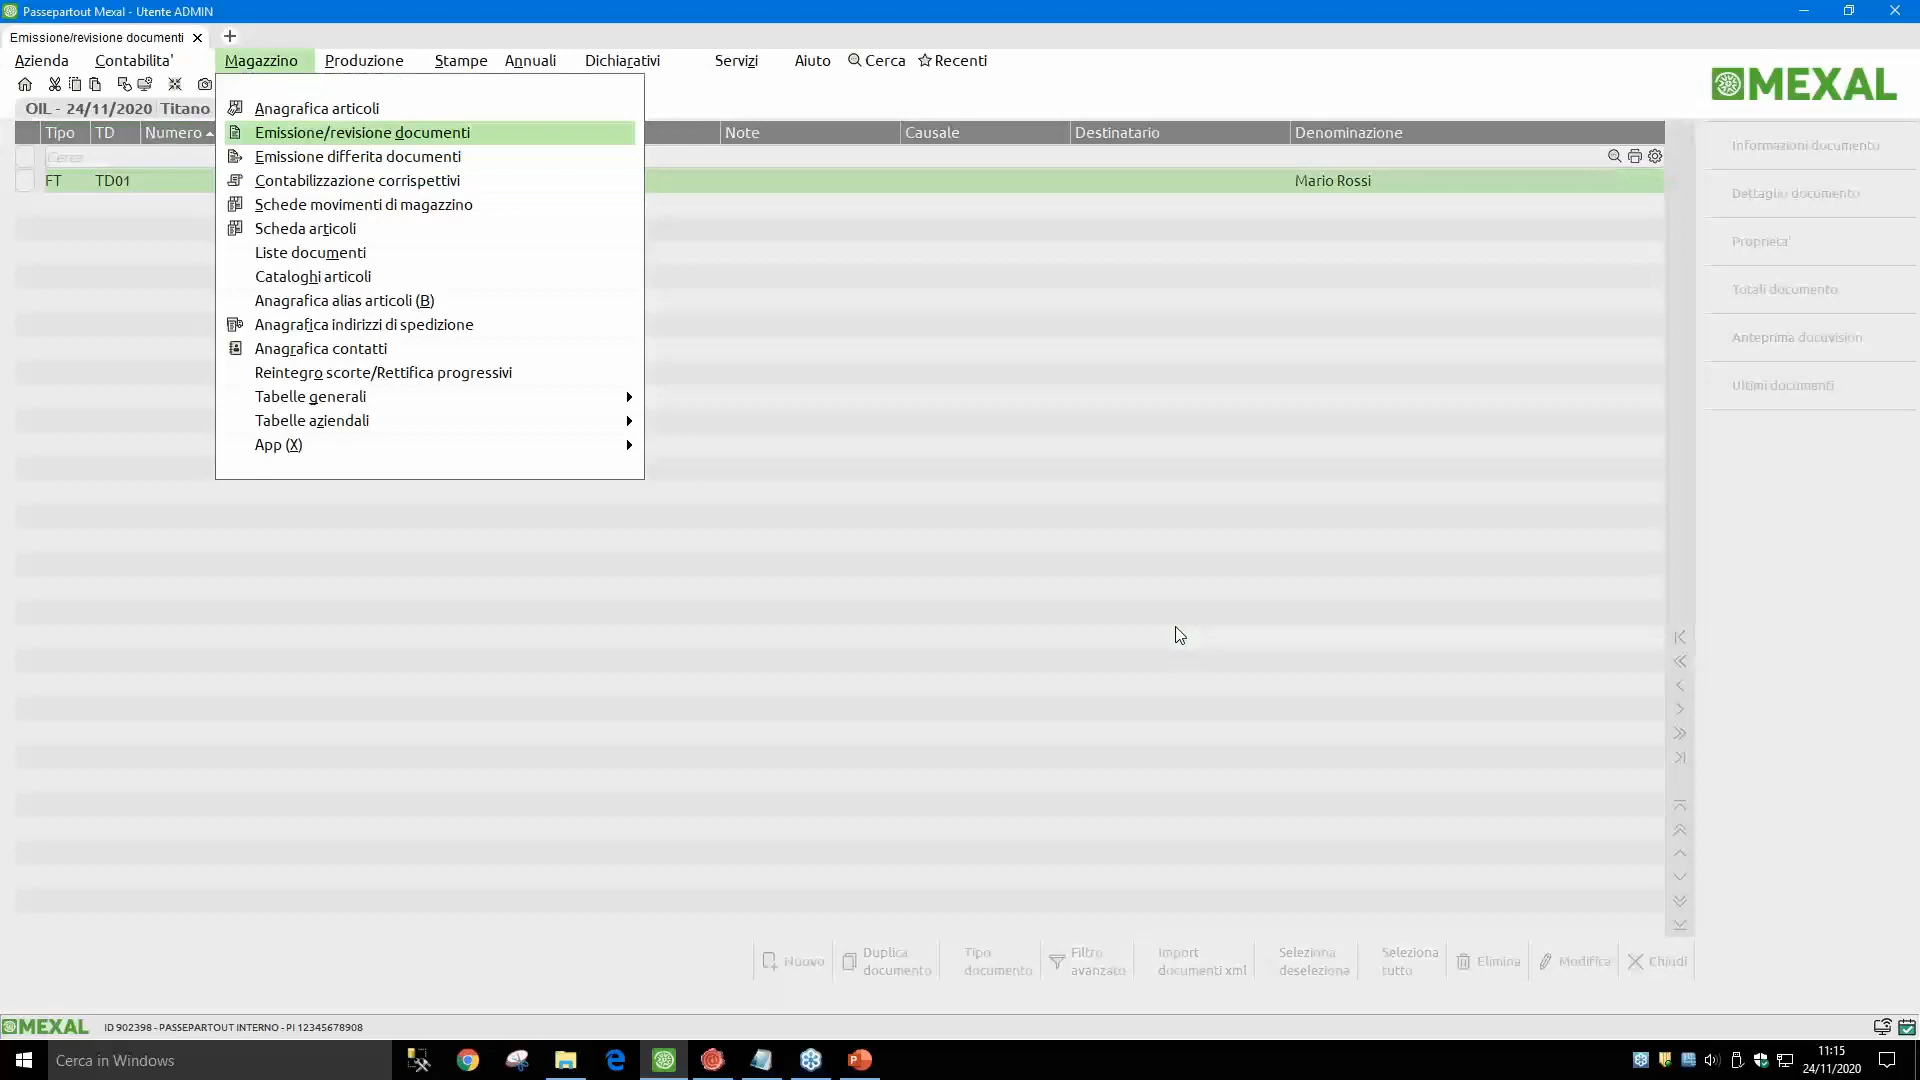 Passepartout Mexal - Utente ADMIN
Emissione/revisione documenti
Azienda Contabilita' Magazzino Produzione Stampe Annuali Dichiarativi Servizi Aiuto Cerca Recenti
MEXAL
OIL - 24/11/2020 Titano
Tipo TD Numero Note Causale Destinatario Denominazione
Cerca
FT TD01 Mario Rossi
Anagrafica articoli
Emissione/revisione documenti
Emissione differita documenti
Contabilizzazione corrispettivi
Schede movimenti di magazzino
Scheda articoli
Liste documenti
Cataloghi articoli
Anagrafica alias articoli (B)
Anagrafica indirizzi di spedizione
Anagrafica contatti
Reintegro scorte/Rettifica progressivi
Tabelle generali
Tabelle aziendali
App (X)
Informazioni documento
Dettaglio documento
Proprieta'
Totali documento
Anteprima docuvision
Ultimi documenti
Nuovo
Duplica documento
Tipo documento
Filtro avanzato
Import documenti xml
Seleziona deseleziona
Seleziona tutto
Elimina
Modifica
Chiudi
MEXAL ID 902398 - PASSEPARTOUT INTERNO - PI 12345678908
Cerca in Windows
11:15
24/11/2020